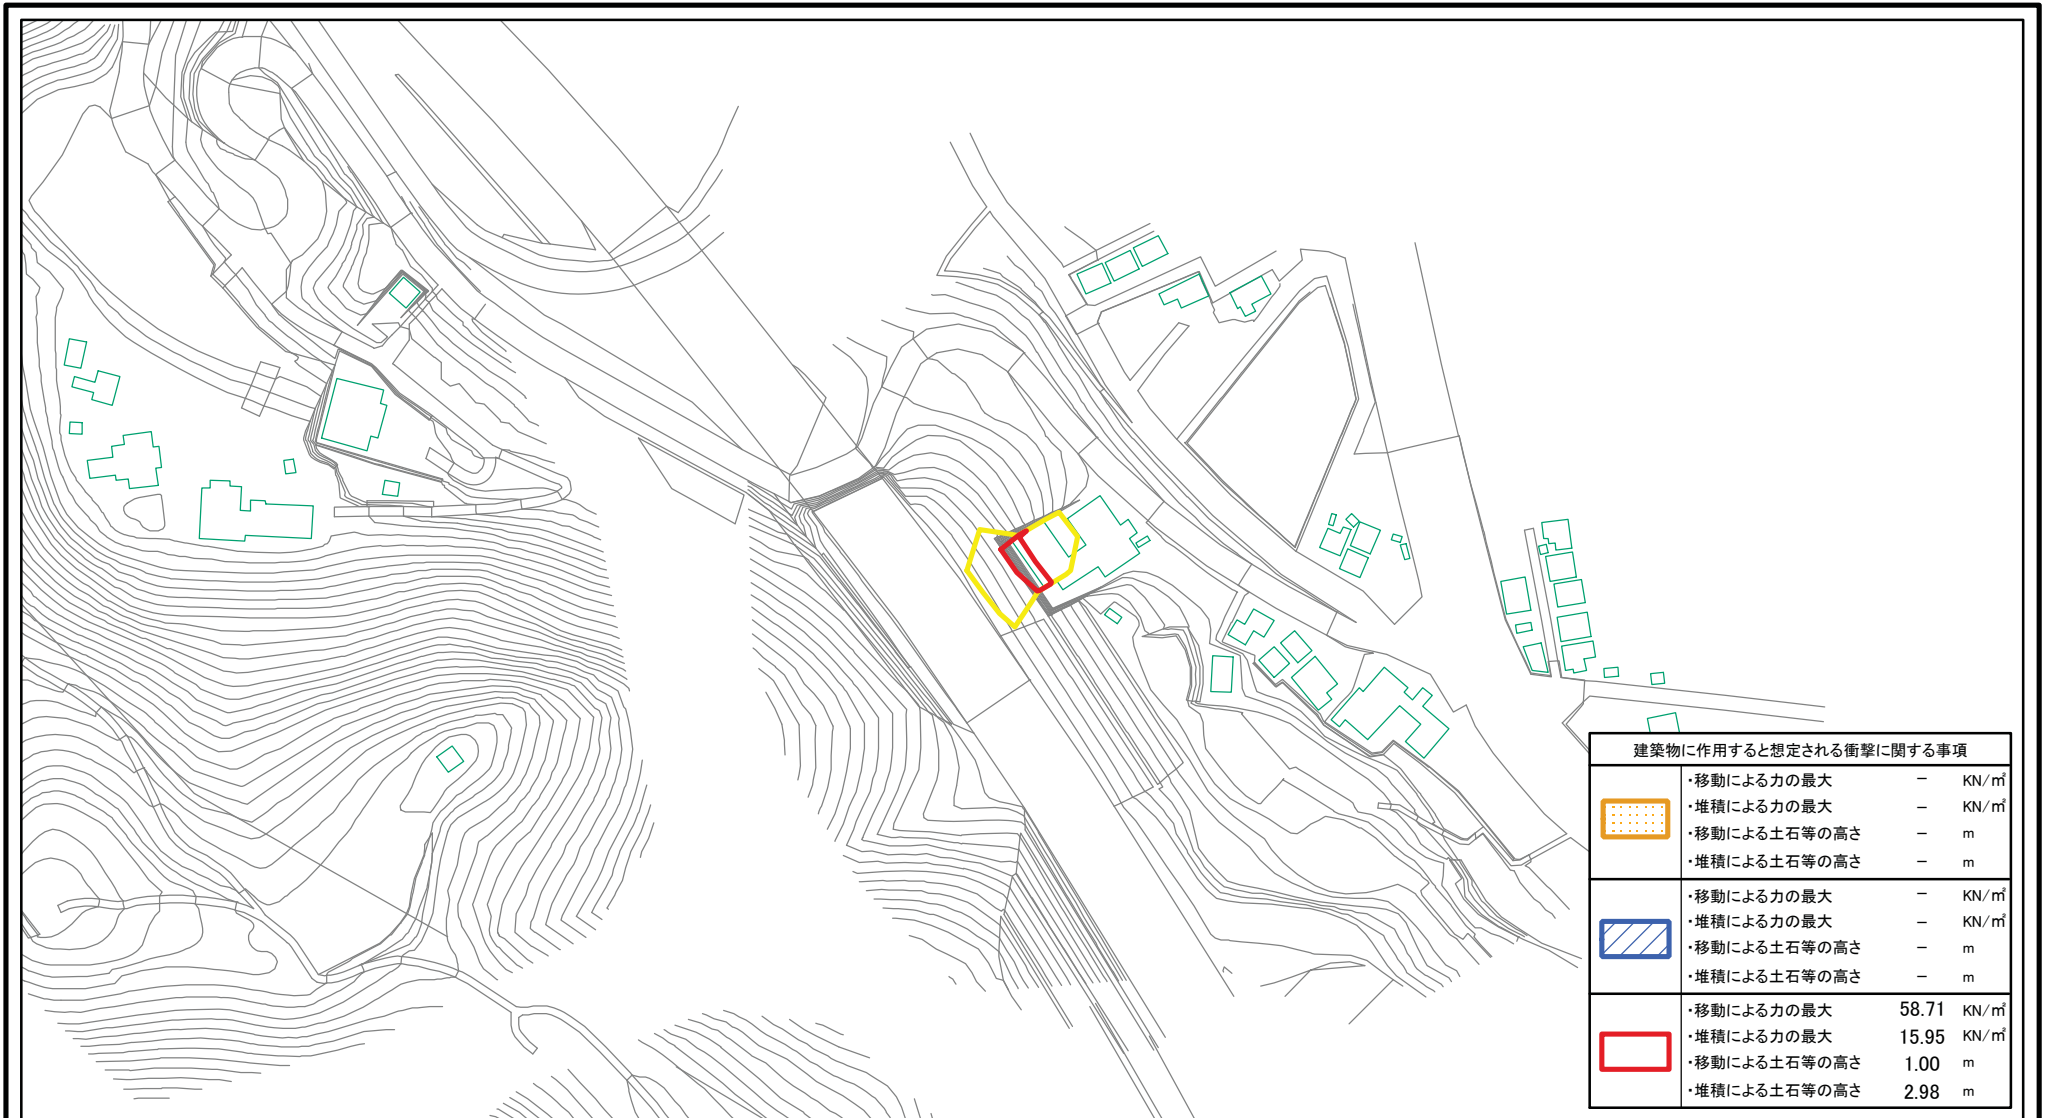 建築物に作用すると想定される衝撃に関する事項
・移動による力の最大 － KN/㎡
・堆積による力の最大 － KN/㎡
・移動による土石等の高さ － m
・堆積による土石等の高さ － m
・移動による力の最大 － KN/㎡
・堆積による力の最大 － KN/㎡
・移動による土石等の高さ － m
・堆積による土石等の高さ － m
・移動による力の最大 58.71 KN/㎡
・堆積による力の最大 15.95 KN/㎡
・移動による土石等の高さ 1.00 m
・堆積による土石等の高さ 2.98 m